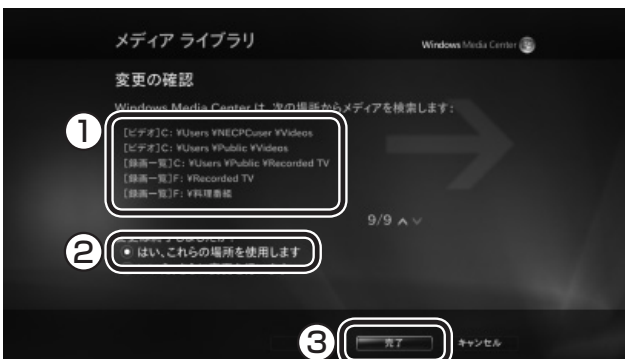 メディア ライブラリ
Windows Media Center
変更の確認
Windows Media Center は、次の場所からメディアを検索します:
①
[ビデオ]C: ¥Users ¥NECPCuser ¥Videos
[ビデオ]C: ¥Users ¥Public ¥Videos
[録画一覧]C: ¥Users ¥Public ¥Recorded TV
[録画一覧]F: ¥Recorded TV
[録画一覧]F: ¥料理番組
9/9
②
はい、これらの場所を使用します
③
完了
キャンセル